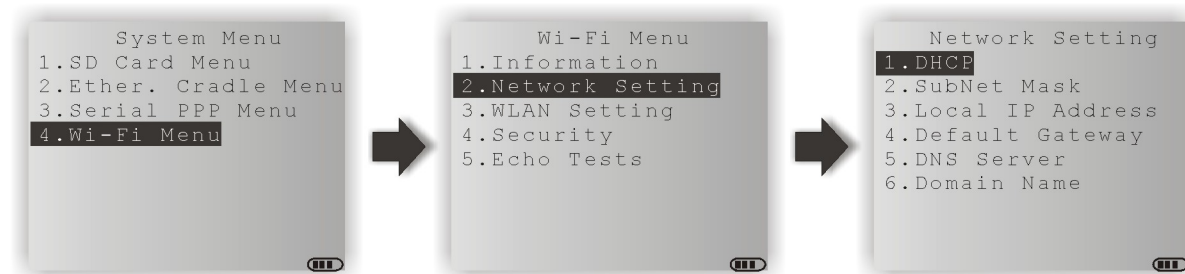 System Menu
1.SD Card Menu
2.Ether. Cradle Menu
3.Serial PPP Menu
4.Wi-Fi Menu
Wi-Fi Menu
1.Information
2.Network Setting
3.WLAN Setting
4.Security
5.Echo Tests
Network Setting
1.DHCP
2.SubNet Mask
3.Local IP Address
4.Default Gateway
5.DNS Server
6.Domain Name